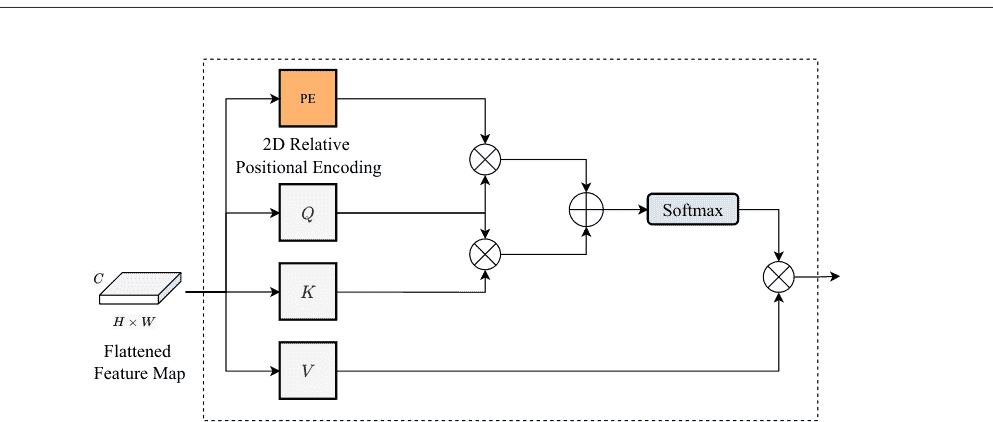 PE
2D Relative
Positional Encoding
Q
Softmax
C
K
H × W
Flattened
Feature Map
V